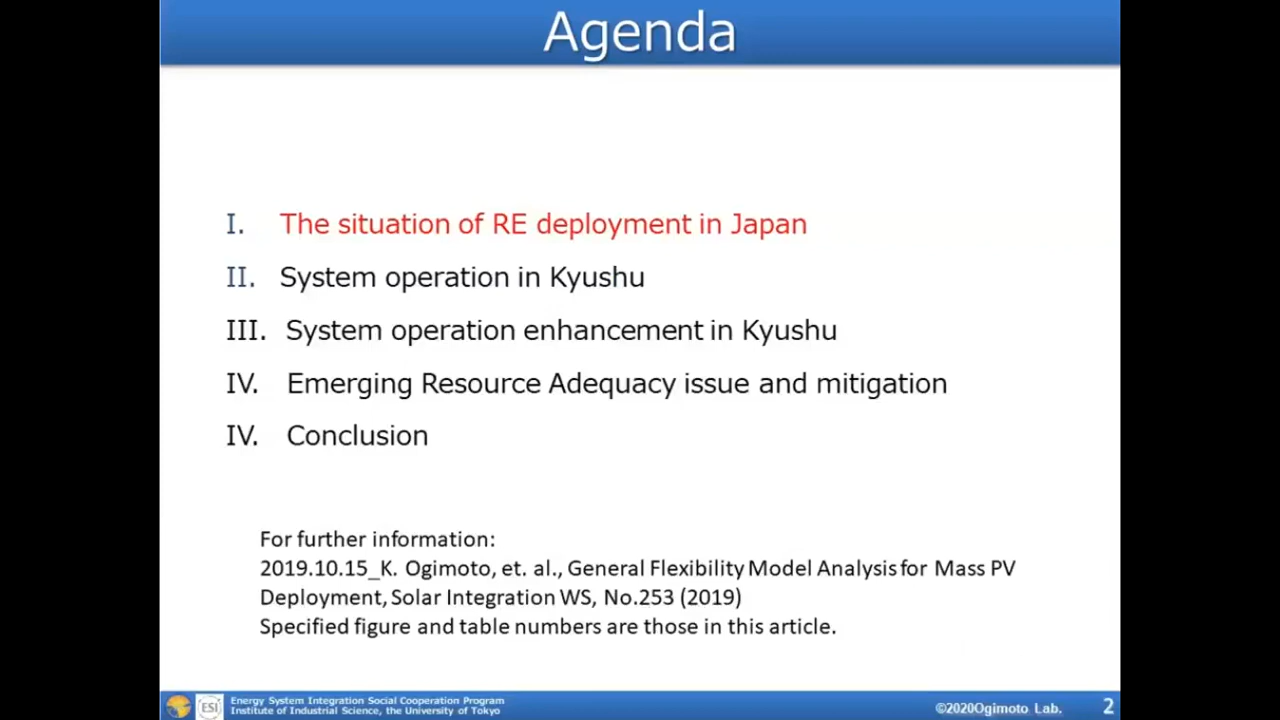 Agenda
I. The situation of RE deployment in Japan
II. System operation in Kyushu
III. System operation enhancement in Kyushu
IV. Emerging Resource Adequacy issue and mitigation
IV. Conclusion
For further information:
2019.10.15_K. Ogimoto, et. al., General Flexibility Model Analysis for Mass PV
Deployment, Solar Integration WS, No.253 (2019)
Specified figure and table numbers are those in this article.
ESI
Energy System Integration Social Cooperation Program
Institute of Industrial Science, the University of Tokyo
©2020Ogimoto Lab.
2